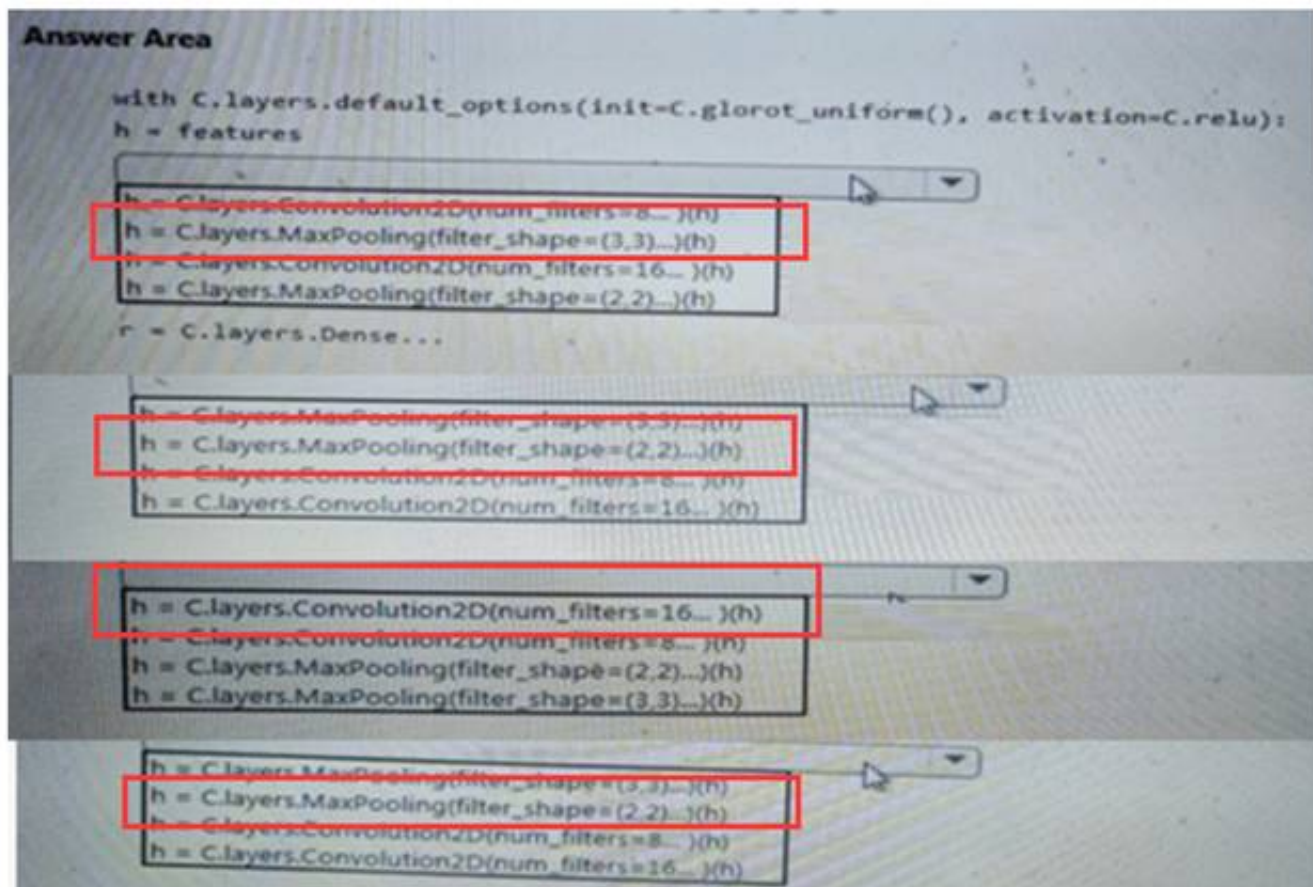 Answer Area
with C.layers.default_options(init=C.glorot_uniform(), activation=C.relu):
h = features
h = C.layers.Convolution2D(num_filters=8... )(h)
h = C.layers.MaxPooling(filter_shape=(3,3)...)(h)
h = C.layers.Convolution2D(num_filters=16... )(h)
h = C.layers.MaxPooling(filter_shape=(2,2)...)(h)
r = C.layers.Dense...
h = C.layers.MaxPooling(filter_shape=(3,3)...)(h)
h = C.layers.MaxPooling(filter_shape=(2,2)...)(h)
h = C.layers.Convolution2D(num_filters=8... )(h)
h = C.layers.Convolution2D(num_filters=16... )(h)
h = C.layers.Convolution2D(num_filters=16... )(h)
h = C.layers.Convolution2D(num_filters=8... )(h)
h = C.layers.MaxPooling(filter_shape=(2,2)...)(h)
h = C.layers.MaxPooling(filter_shape=(3,3)...)(h)
h = C.layers.MaxPooling(filter_shape=(3,3)...)(h)
h = C.layers.MaxPooling(filter_shape=(2,2)...)(h)
h = C.layers.Convolution2D(num_filters=8... )(h)
h = C.layers.Convolution2D(num_filters=16... )(h)